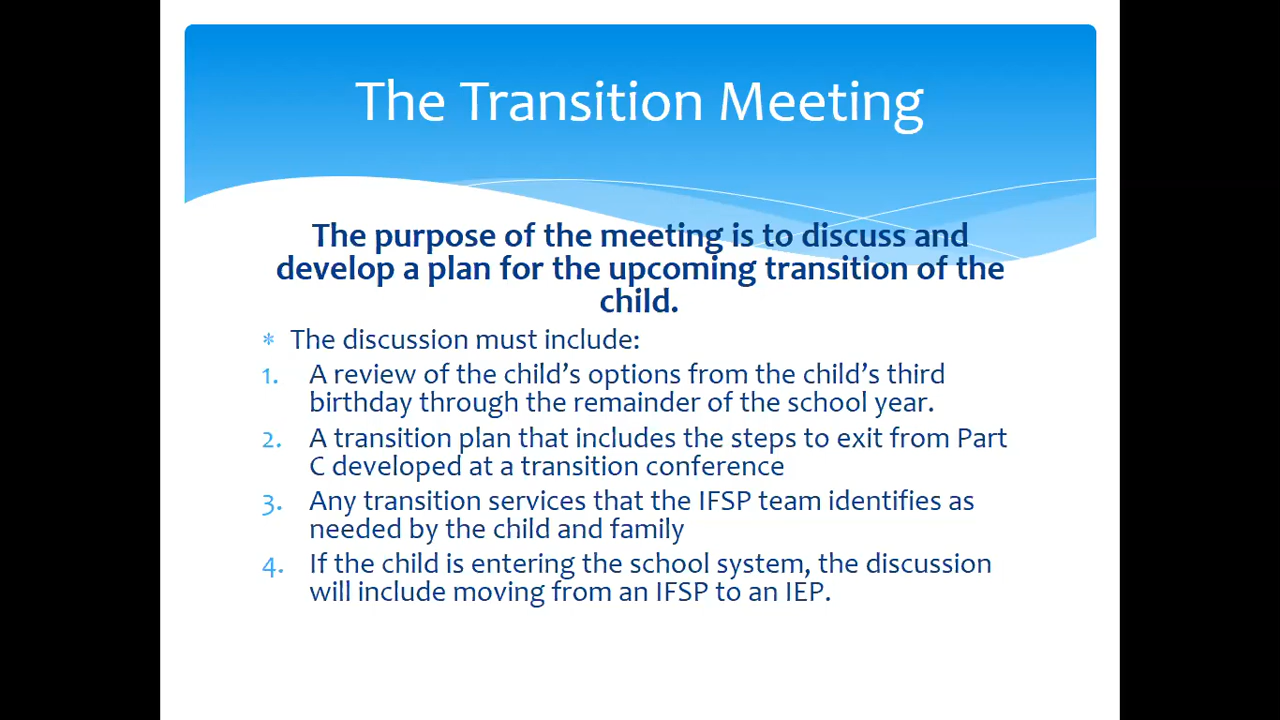 The Transition Meeting
The purpose of the meeting is to discuss and
develop a plan for the upcoming transition of the
child.
* The discussion must include:
1. A review of the child’s options from the child’s third
birthday through the remainder of the school year.
2. A transition plan that includes the steps to exit from Part
C developed at a transition conference
3. Any transition services that the IFSP team identifies as
needed by the child and family
4. If the child is entering the school system, the discussion
will include moving from an IFSP to an IEP.